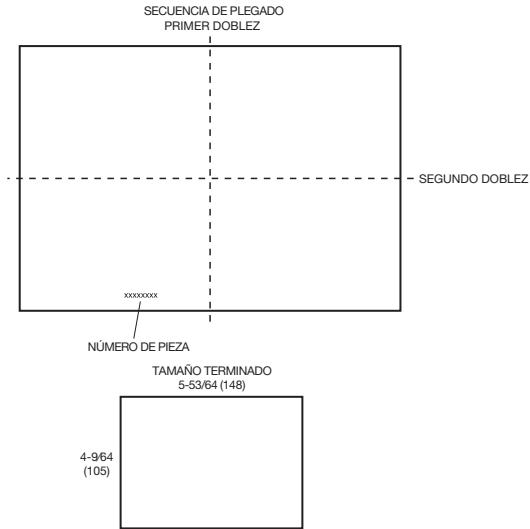 SECUENCIA DE PLEGADO
PRIMER DOBLEZ
SEGUNDO DOBLEZ
xxxxxxxx
NÚMERO DE PIEZA
TAMAÑO TERMINADO
5-53/64 (148)
4-9/64
(105)